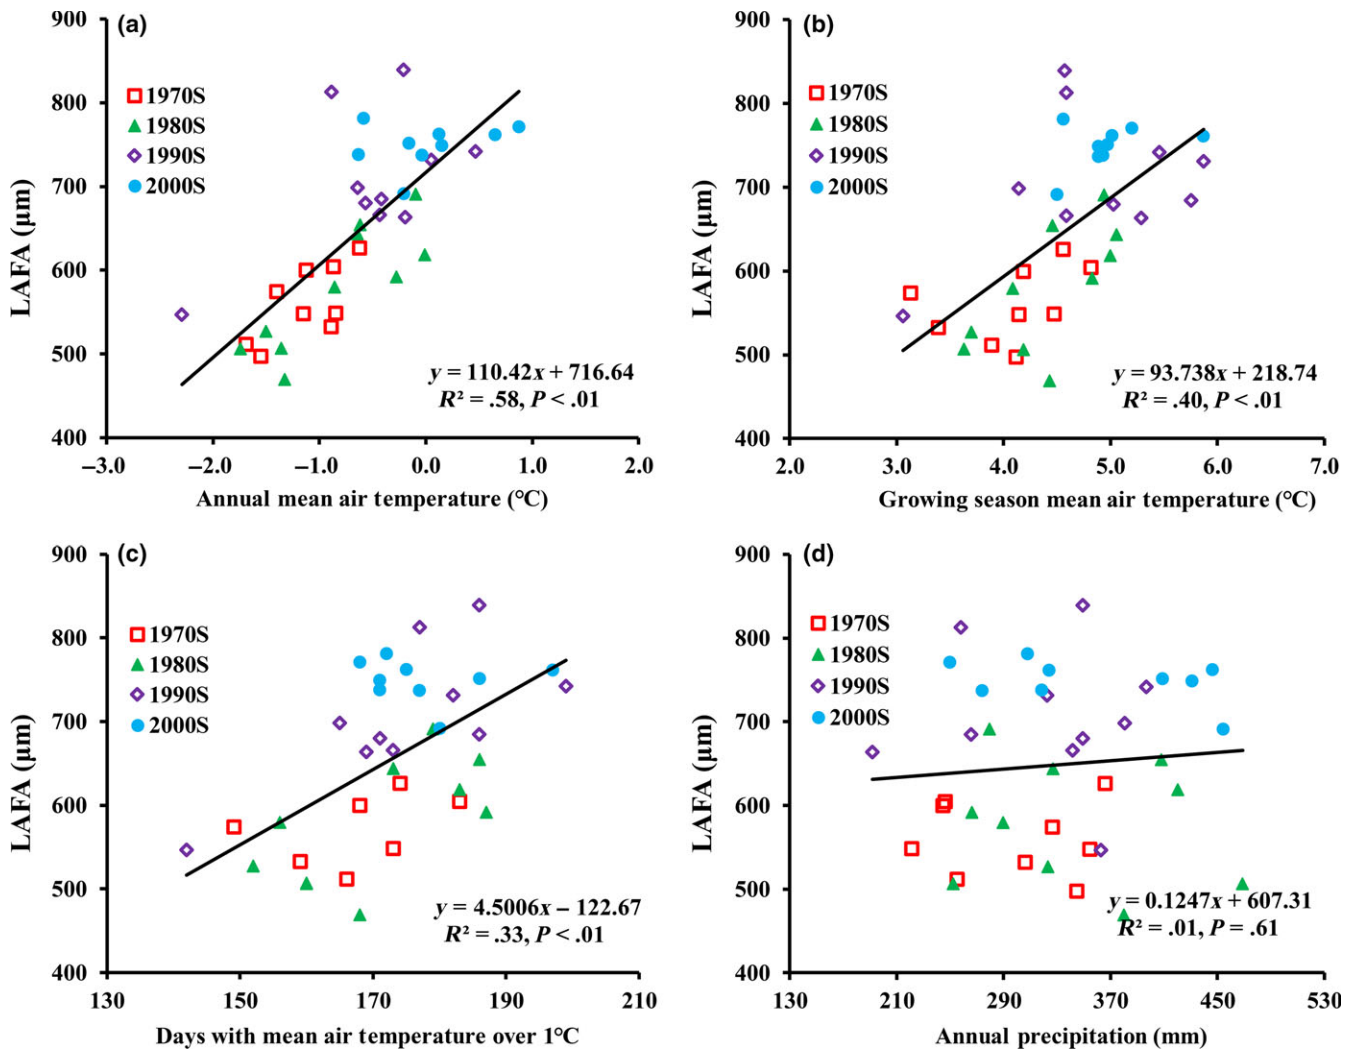 (a)
900
800
700
600
500
400
LAFA (µm)
1970S
1980S
1990S
2000S
y = 110.42x + 716.64
R² = .58, P < .01
−3.0 −2.0 −1.0 0.0 1.0 2.0
Annual mean air temperature (°C)
(b)
900
800
700
600
500
400
LAFA (µm)
1970S
1980S
1990S
2000S
y = 93.738x + 218.74
R² = .40, P < .01
2.0 3.0 4.0 5.0 6.0 7.0
Growing season mean air temperature (°C)
(c)
900
800
700
600
500
400
LAFA (µm)
1970S
1980S
1990S
2000S
y = 4.5006x − 122.67
R² = .33, P < .01
130 150 170 190 210
Days with mean air temperature over 1°C
(d)
900
800
700
600
500
400
LAFA (µm)
1970S
1980S
1990S
2000S
y = 0.1247x + 607.31
R² = .01, P = .61
130 210 290 370 450 530
Annual precipitation (mm)